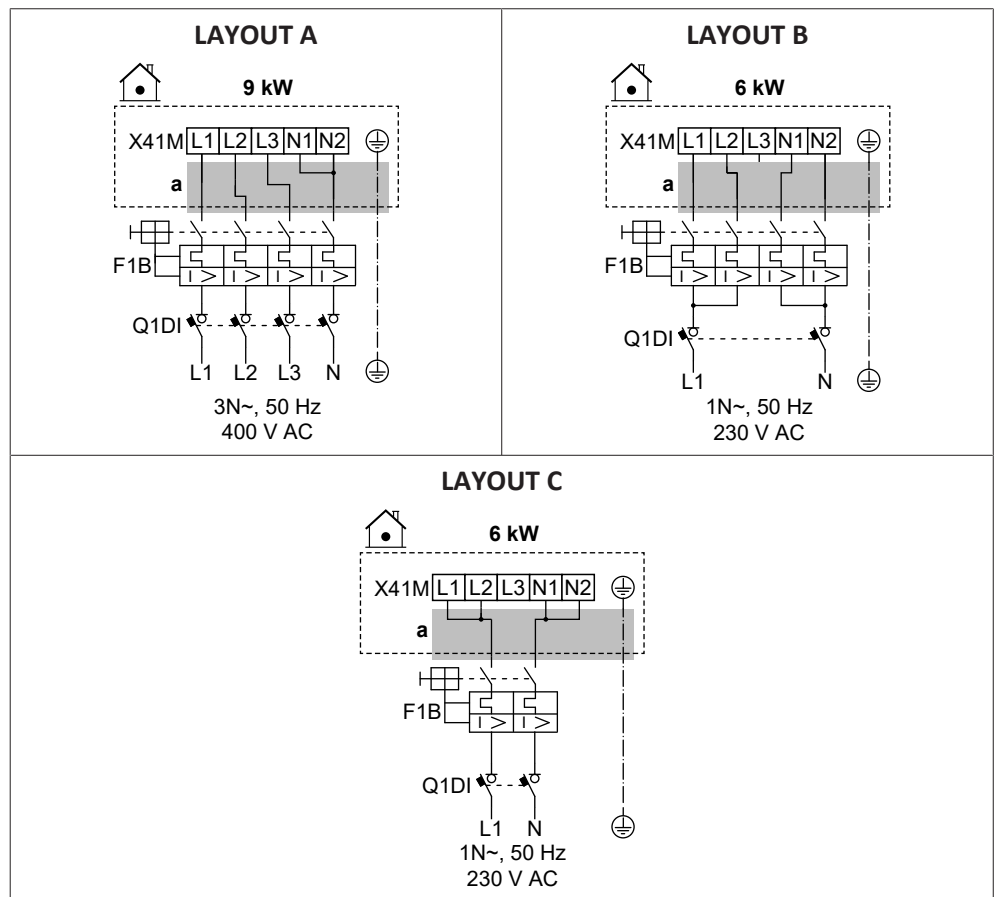 LAYOUT A
9 kW
X41M L1 L2 L3 N1 N2
a
F1B
I > I > I > I >
Q1DI
L1 L2 L3 N
3N~, 50 Hz
400 V AC
LAYOUT B
6 kW
X41M L1 L2 L3 N1 N2
a
F1B
I > I > I > I >
Q1DI
L1 N
1N~, 50 Hz
230 V AC
LAYOUT C
6 kW
X41M L1 L2 L3 N1 N2
a
F1B
I > I >
Q1DI
L1 N
1N~, 50 Hz
230 V AC